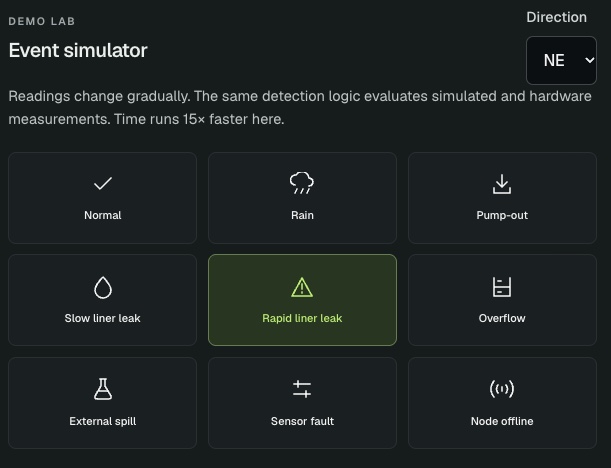 DEMO LAB
Event simulator
Direction
NE
Readings change gradually. The same detection logic evaluates simulated and hardware
measurements. Time runs 15× faster here.
Normal
Rain
Pump-out
Slow liner leak
Rapid liner leak
Overflow
External spill
Sensor fault
Node offline